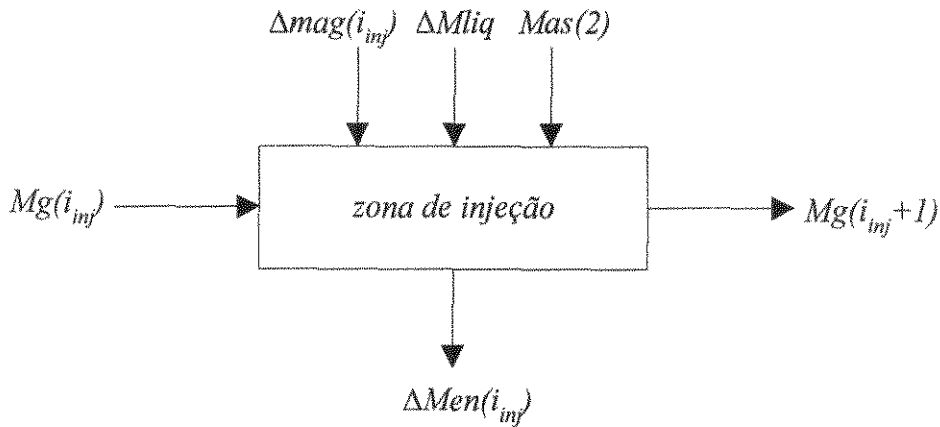 Δmag(i_inj) ΔMliq Mas(2)
Mg(i_inj) zona de injeção Mg(i_inj+1)
ΔMen(i_inj)